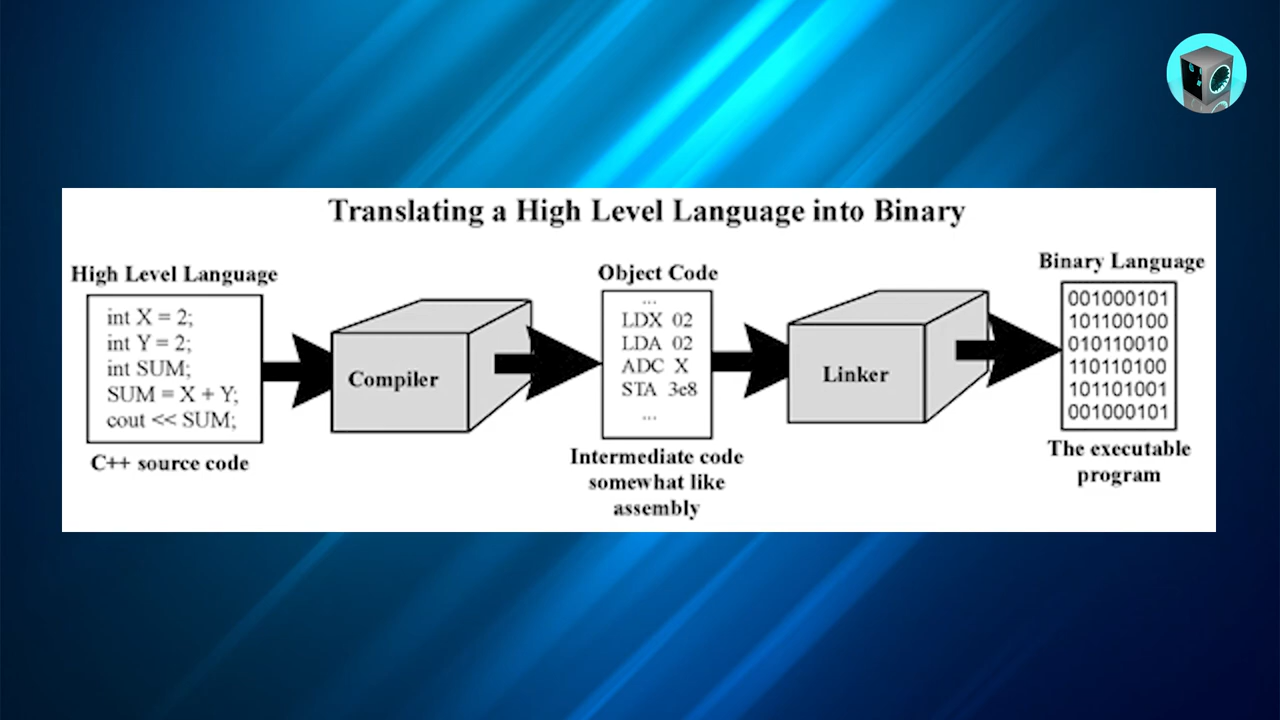 Translating a High Level Language into Binary
High Level Language
int X = 2;
int Y = 2;
int SUM;
SUM = X + Y;
cout << SUM;
C++ source code
Compiler
Object Code
...
LDX 02
LDA 02
ADC X
STA 3e8
...
Intermediate code
somewhat like
assembly
Linker
Binary Language
001000101
101100100
010110010
110110100
101101001
001000101
The executable
program